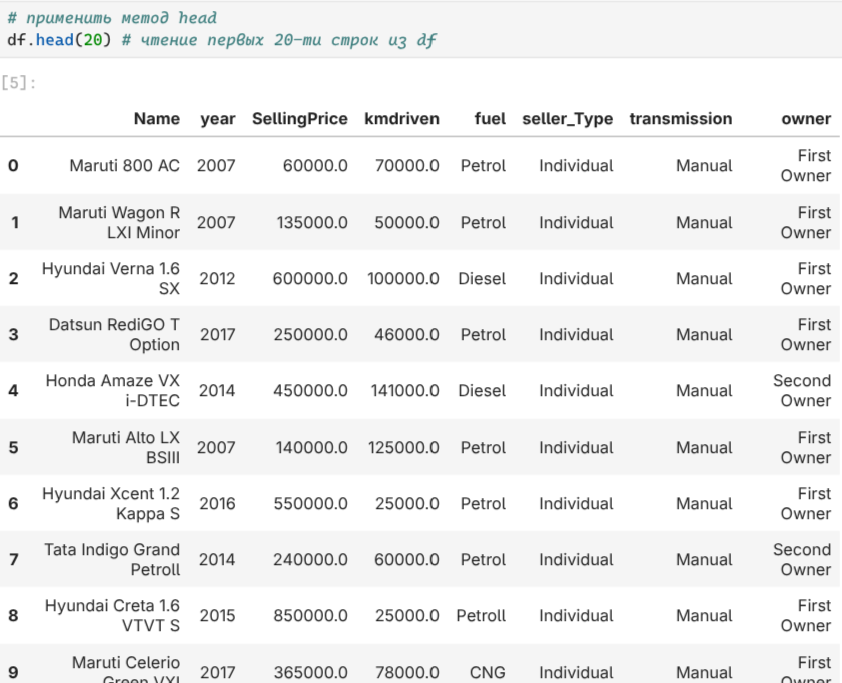 # применить метод head
df.head(20) # чтение первых 20-ти строк из df
[5]:
Name year SellingPrice kmdriven fuel seller_Type transmission owner
0 Maruti 800 AC 2007 60000.0 70000.0 Petrol Individual Manual First Owner
1 Maruti Wagon R LXI Minor 2007 135000.0 50000.0 Petrol Individual Manual First Owner
2 Hyundai Verna 1.6 SX 2012 600000.0 100000.0 Diesel Individual Manual First Owner
3 Datsun RediGO T Option 2017 250000.0 46000.0 Petrol Individual Manual First Owner
4 Honda Amaze VX i-DTEC 2014 450000.0 141000.0 Diesel Individual Manual Second Owner
5 Maruti Alto LX BSIII 2007 140000.0 125000.0 Petrol Individual Manual First Owner
6 Hyundai Xcent 1.2 Kappa S 2016 550000.0 25000.0 Petrol Individual Manual First Owner
7 Tata Indigo Grand Petroll 2014 240000.0 60000.0 Petrol Individual Manual Second Owner
8 Hyundai Creta 1.6 VTVT S 2015 850000.0 25000.0 Petroll Individual Manual First Owner
9 Maruti Celerio Green VXI 2017 365000.0 78000.0 CNG Individual Manual First Owner